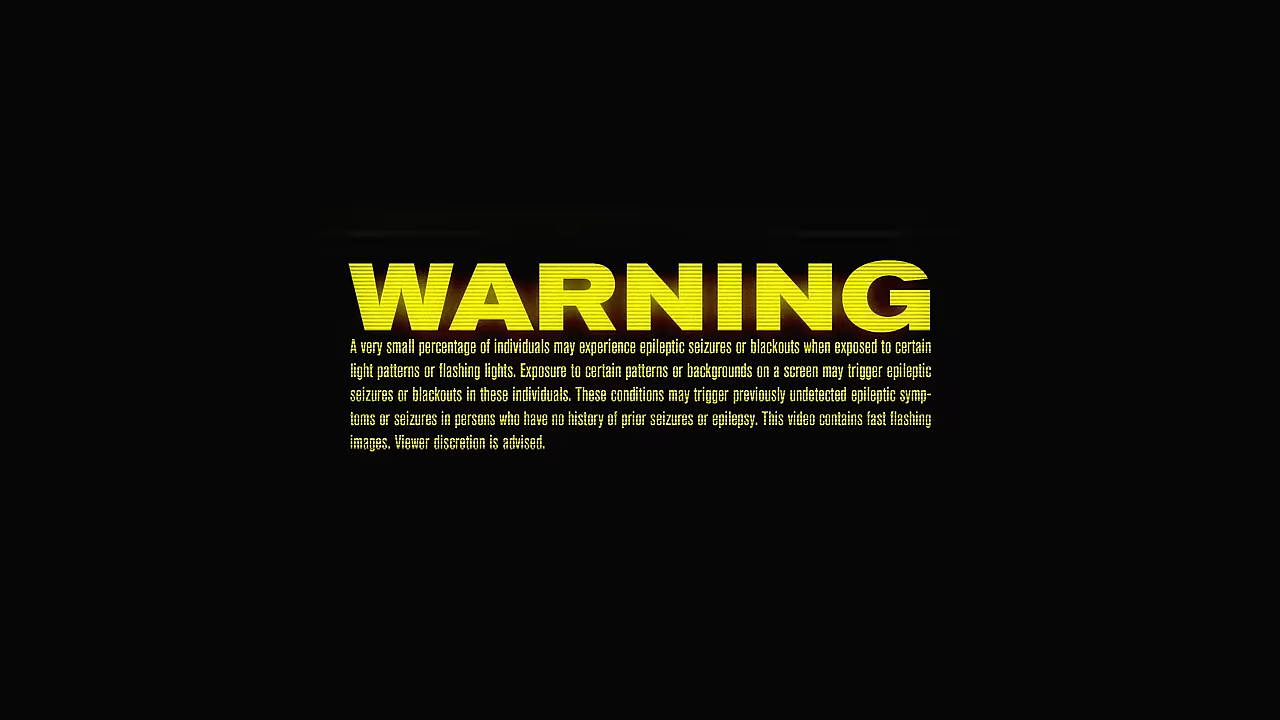 WARNING
A very small percentage of individuals may experience epileptic seizures or blackouts when exposed to certain
light patterns or flashing lights. Exposure to certain patterns or backgrounds on a screen may trigger epileptic
seizures or blackouts in these individuals. These conditions may trigger previously undetected epileptic symp-
toms or seizures in persons who have no history of prior seizures or epilepsy. This video contains fast flashing
images. Viewer discretion is advised.